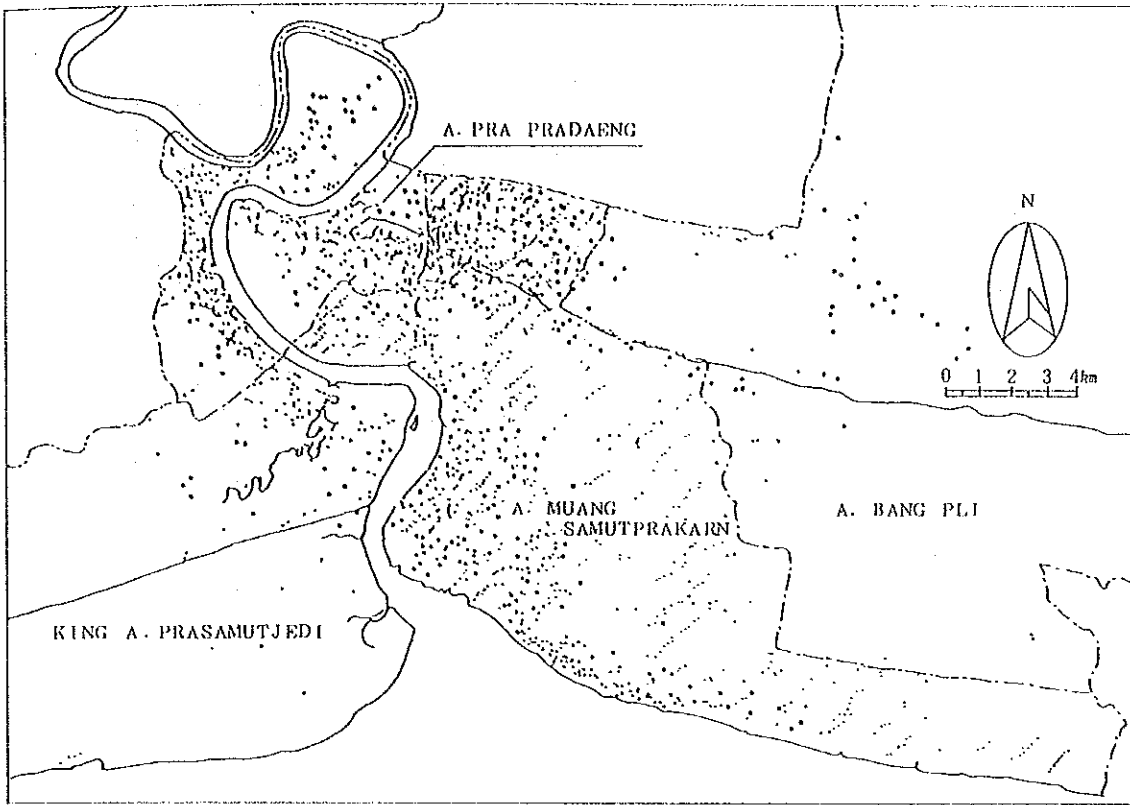 A. PRA PRADAENG
N
0 1 2 3 4km
A. MUANG
SAMUTPRAKARN
A. BANG PLI
KING A. PRASAMUTJEDI